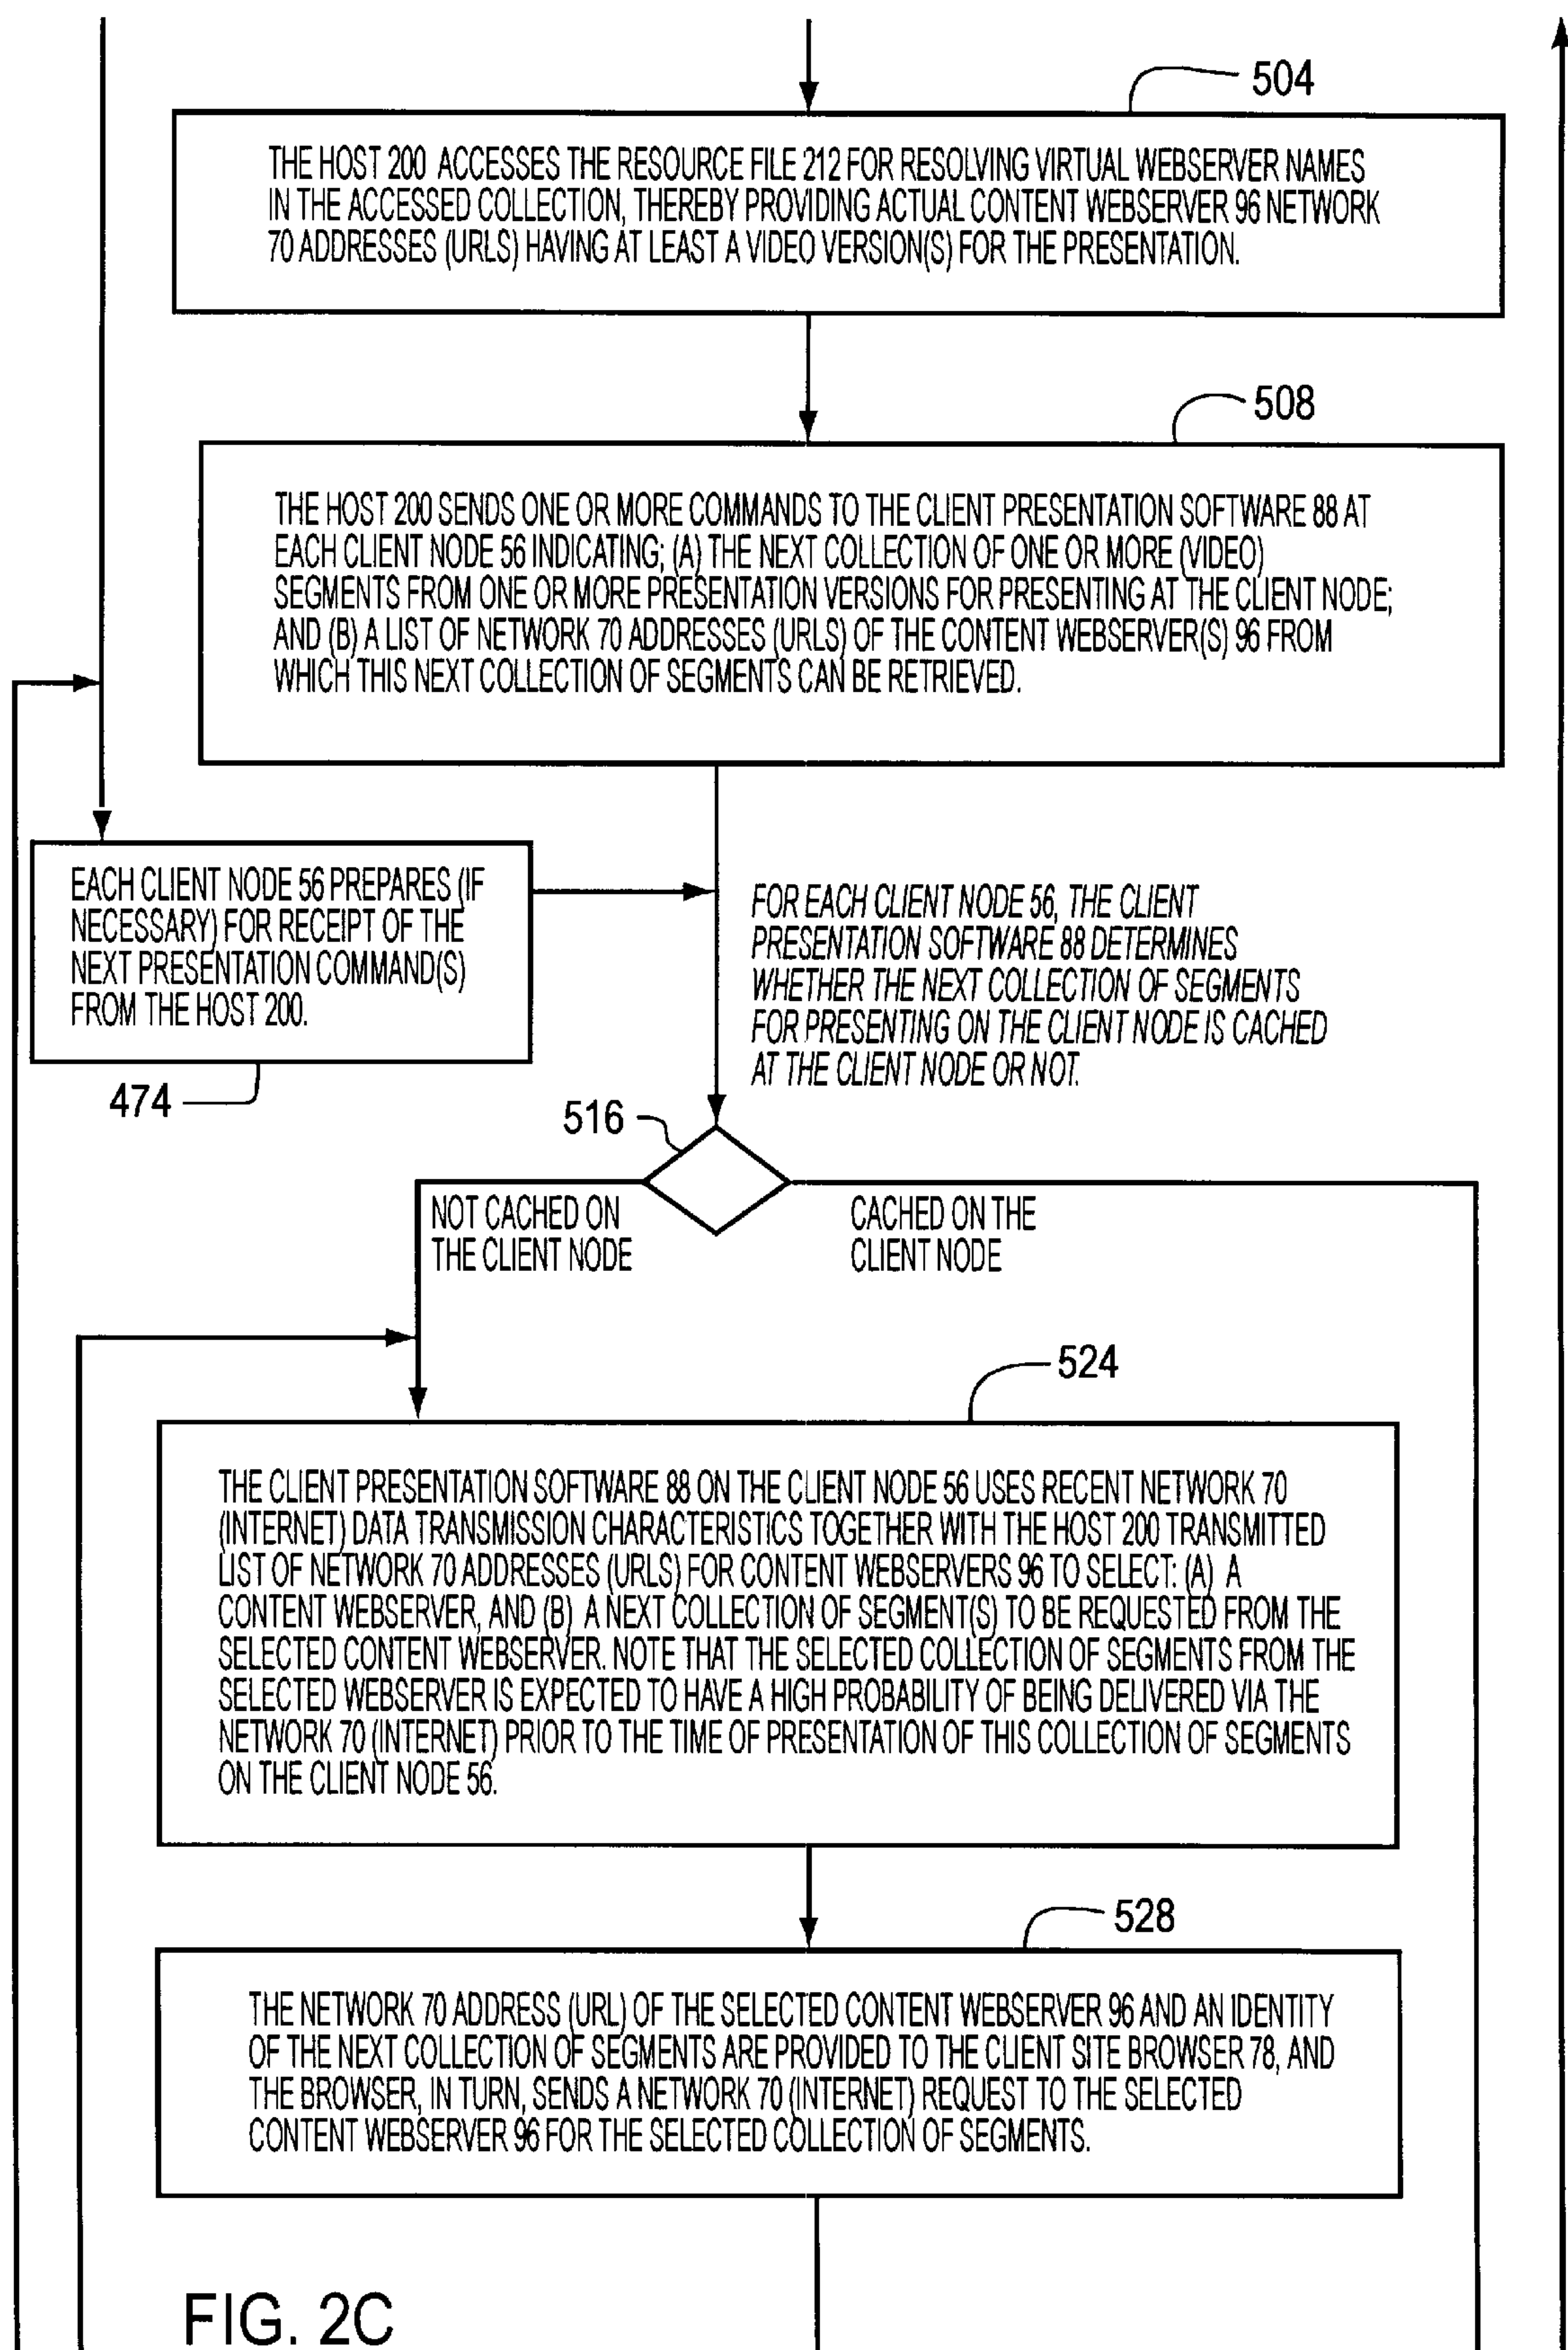 504
THE HOST 200 ACCESSES THE RESOURCE FILE 212 FOR RESOLVING VIRTUAL WEBSERVER NAMES
IN THE ACCESSED COLLECTION, THEREBY PROVIDING ACTUAL CONTENT WEBSERVER 96 NETWORK
70 ADDRESSES (URLS) HAVING AT LEAST A VIDEO VERSION(S) FOR THE PRESENTATION.
508
THE HOST 200 SENDS ONE OR MORE COMMANDS TO THE CLIENT PRESENTATION SOFTWARE 88 AT
EACH CLIENT NODE 56 INDICATING; (A) THE NEXT COLLECTION OF ONE OR MORE (VIDEO)
SEGMENTS FROM ONE OR MORE PRESENTATION VERSIONS FOR PRESENTING AT THE CLIENT NODE;
AND (B) A LIST OF NETWORK 70 ADDRESSES (URLS) OF THE CONTENT WEBSERVER(S) 96 FROM
WHICH THIS NEXT COLLECTION OF SEGMENTS CAN BE RETRIEVED.
EACH CLIENT NODE 56 PREPARES (IF
NECESSARY) FOR RECEIPT OF THE
NEXT PRESENTATION COMMAND(S)
FROM THE HOST 200.
474
FOR EACH CLIENT NODE 56, THE CLIENT
PRESENTATION SOFTWARE 88 DETERMINES
WHETHER THE NEXT COLLECTION OF SEGMENTS
FOR PRESENTING ON THE CLIENT NODE IS CACHED
AT THE CLIENT NODE OR NOT.
516
NOT CACHED ON
THE CLIENT NODE
CACHED ON THE
CLIENT NODE
524
THE CLIENT PRESENTATION SOFTWARE 88 ON THE CLIENT NODE 56 USES RECENT NETWORK 70
(INTERNET) DATA TRANSMISSION CHARACTERISTICS TOGETHER WITH THE HOST 200 TRANSMITTED
LIST OF NETWORK 70 ADDRESSES (URLS) FOR CONTENT WEBSERVERS 96 TO SELECT: (A) A
CONTENT WEBSERVER, AND (B) A NEXT COLLECTION OF SEGMENT(S) TO BE REQUESTED FROM THE
SELECTED CONTENT WEBSERVER. NOTE THAT THE SELECTED COLLECTION OF SEGMENTS FROM THE
SELECTED WEBSERVER IS EXPECTED TO HAVE A HIGH PROBABILITY OF BEING DELIVERED VIA THE
NETWORK 70 (INTERNET) PRIOR TO THE TIME OF PRESENTATION OF THIS COLLECTION OF SEGMENTS
ON THE CLIENT NODE 56.
528
THE NETWORK 70 ADDRESS (URL) OF THE SELECTED CONTENT WEBSERVER 96 AND AN IDENTITY
OF THE NEXT COLLECTION OF SEGMENTS ARE PROVIDED TO THE CLIENT SITE BROWSER 78, AND
THE BROWSER, IN TURN, SENDS A NETWORK 70 (INTERNET) REQUEST TO THE SELECTED
CONTENT WEBSERVER 96 FOR THE SELECTED COLLECTION OF SEGMENTS.
FIG. 2C